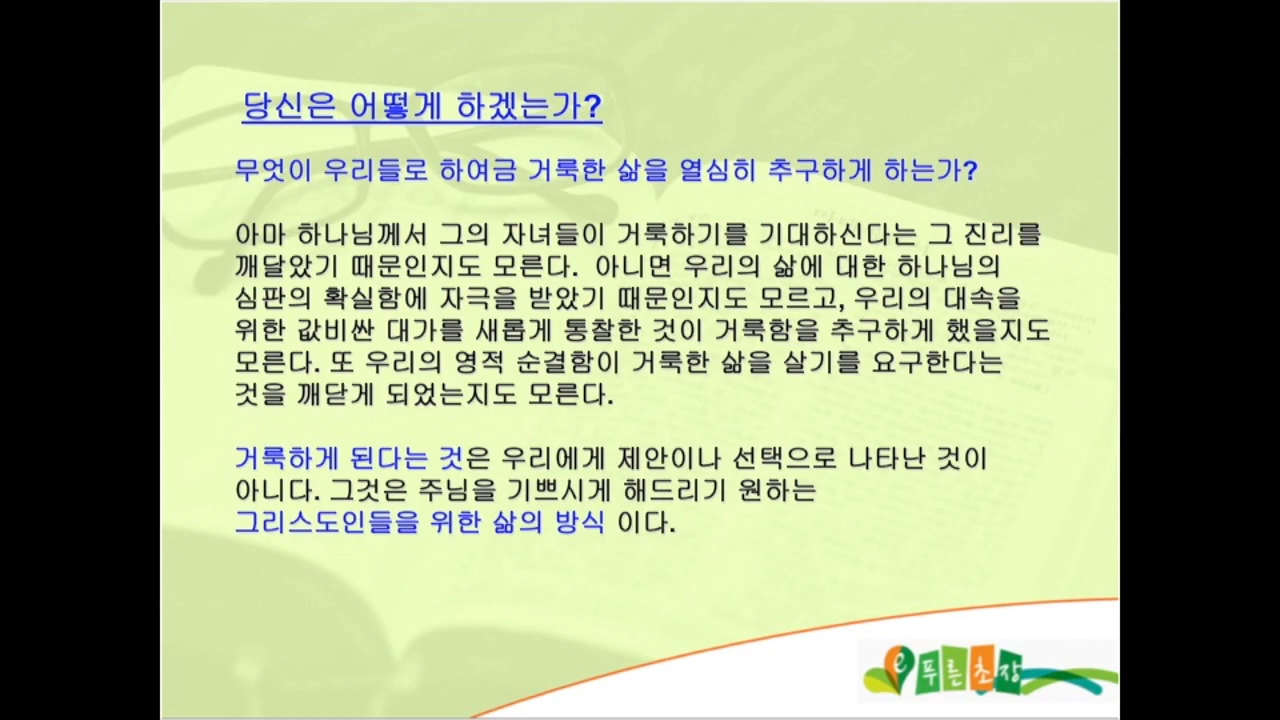 당신은 어떻게 하겠는가?
무엇이 우리들로 하여금 거룩한 삶을 열심히 추구하게 하는가?
아마 하나님께서 그의 자녀들이 거룩하기를 기대하신다는 그 진리를
깨달았기 때문인지도 모른다. 아니면 우리의 삶에 대한 하나님의
심판의 확실함에 자극을 받았기 때문인지도 모르고, 우리의 대속을
위한 값비싼 대가를 새롭게 통찰한 것이 거룩함을 추구하게 했을지도
모른다. 또 우리의 영적 순결함이 거룩한 삶을 살기를 요구한다는
것을 깨닫게 되었는지도 모른다.
거룩하게 된다는 것은 우리에게 제안이나 선택으로 나타난 것이
아니다. 그것은 주님을 기쁘시게 해드리기 원하는
그리스도인들을 위한 삶의 방식 이다.
e 푸른초장